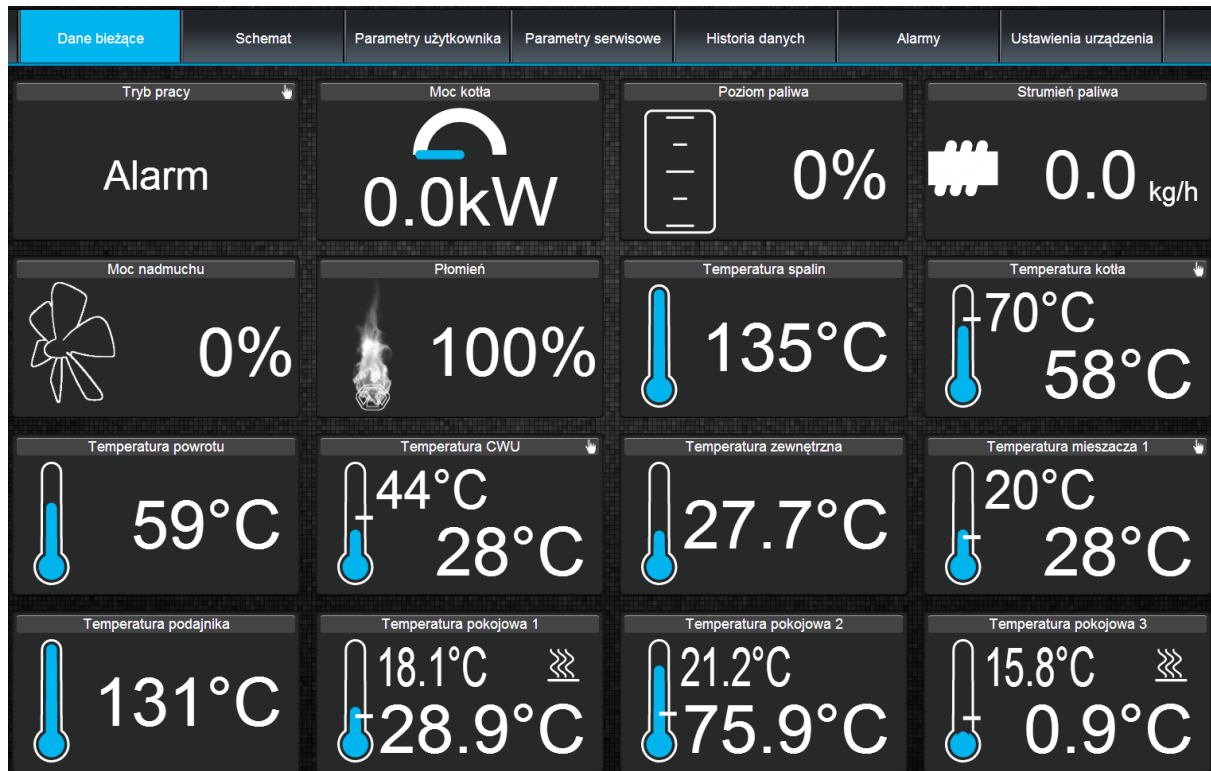 Dane bieżące
Schemat
Parametry użytkownika
Parametry serwisowe
Historia danych
Alarmy
Ustawienia urządzenia
Tryb pracy
Alarm
Moc kotła
0.0kW
Poziom paliwa
0%
Strumień paliwa
0.0 kg/h
Moc nadmuchu
0%
Płomień
100%
Temperatura spalin
135°C
Temperatura kotła
70°C
58°C
Temperatura powrotu
59°C
Temperatura CWU
44°C
28°C
Temperatura zewnętrzna
27.7°C
Temperatura mieszacza 1
20°C
28°C
Temperatura podajnika
131°C
Temperatura pokojowa 1
18.1°C
28.9°C
Temperatura pokojowa 2
21.2°C
75.9°C
Temperatura pokojowa 3
15.8°C
0.9°C